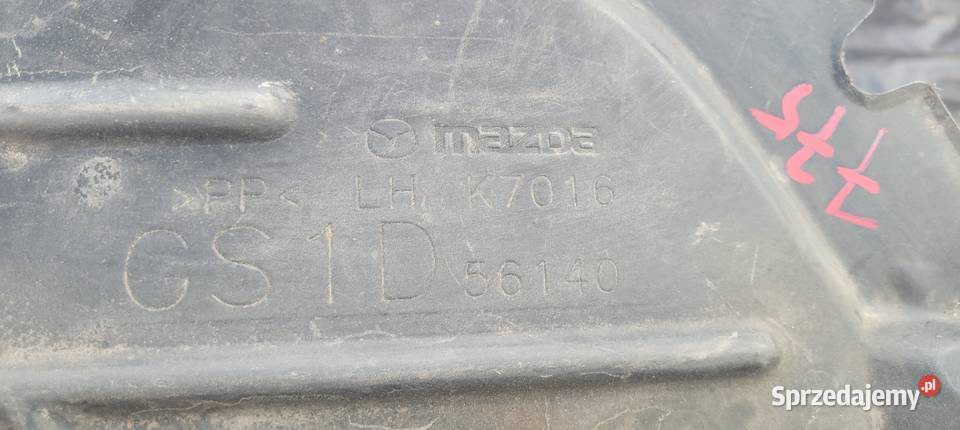 mazda
>PP< LH K7016
GS1D 56140
775
Sprzedajemy.pl